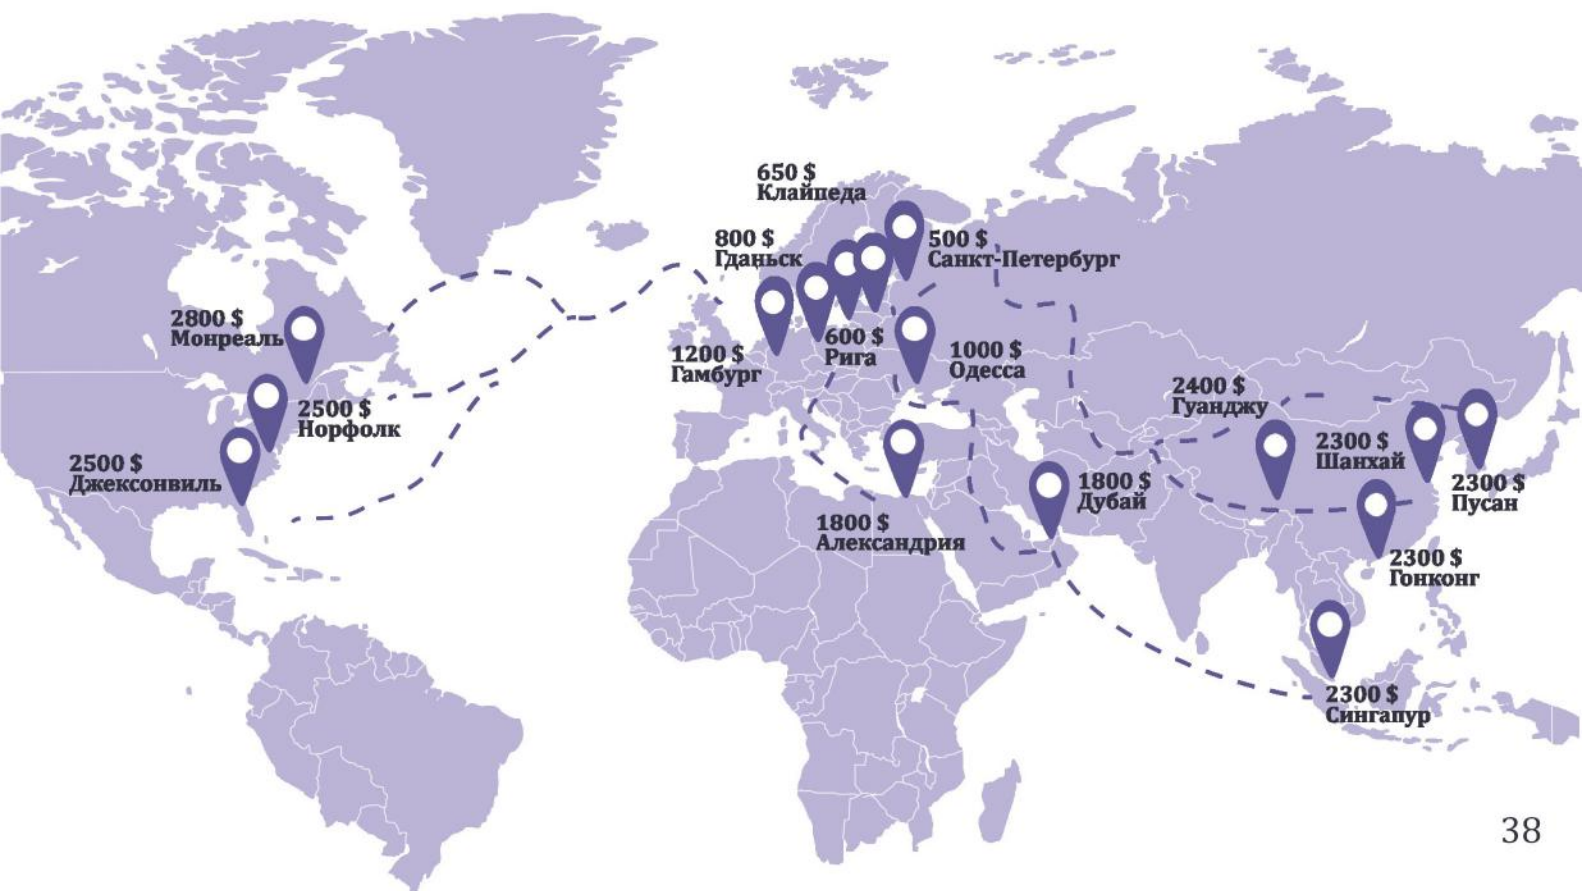 650 $
Клайпеда
800 $
Гданьск
500 $
Санкт-Петербург
2800 $
Монреаль
1200 $
Гамбург
600 $
Рига
1000 $
Одесса
2500 $
Норфолк
2400 $
Гуанджу
2300 $
Шанхай
2500 $
Джексонвиль
1800 $
Дубай
2300 $
Пусан
1800 $
Александрия
2300 $
Гонконг
2300 $
Сингапур
38